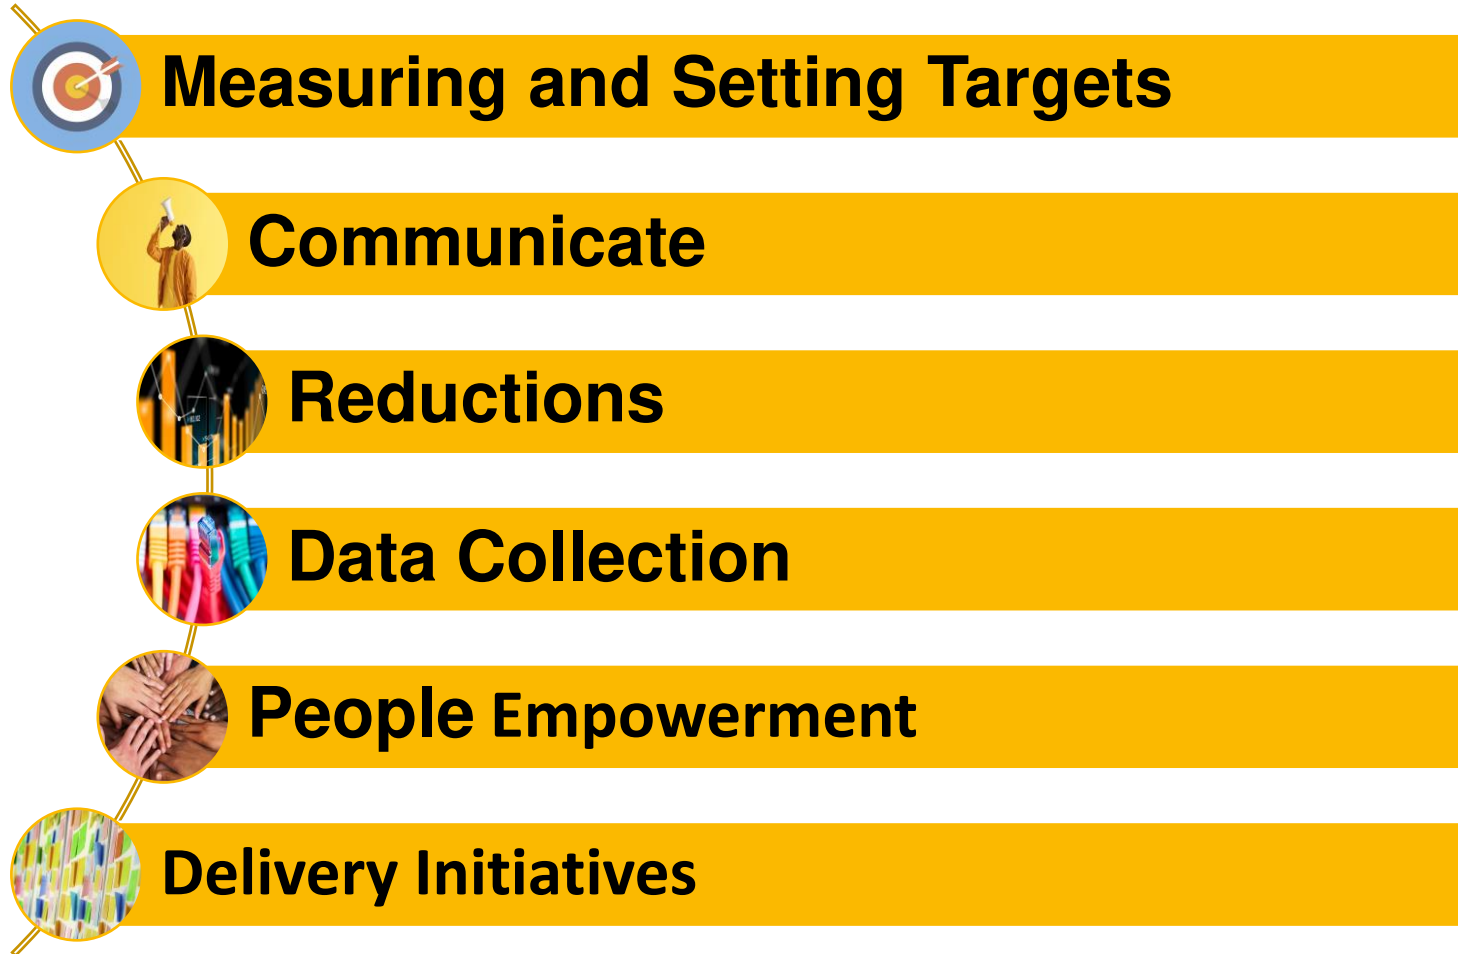 Measuring and Setting Targets
Communicate
Reductions
Data Collection
People Empowerment
Delivery Initiatives